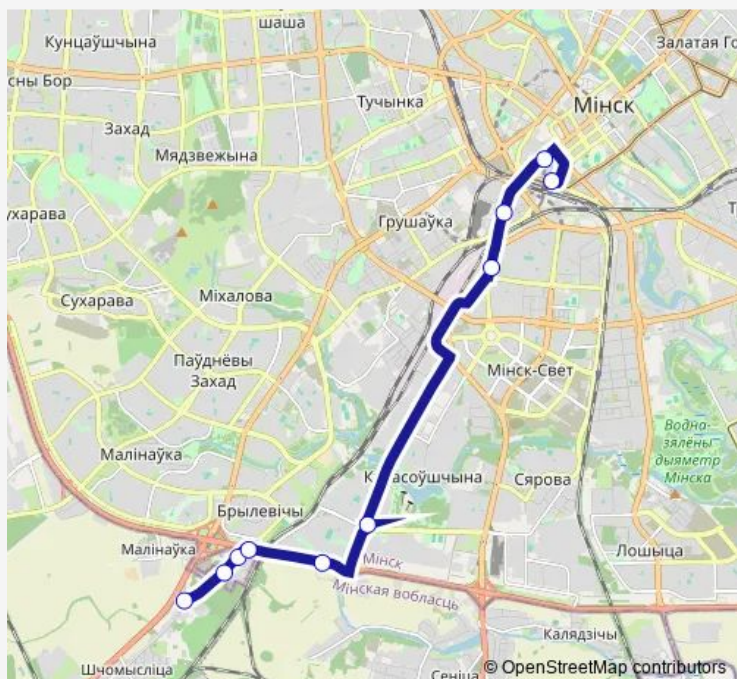 шаша
Кунцаўшчына
Залатая Го
сны Бор
Тучынка
Мінск
Захад
Мядзвежына
Грушаўка
ухарава
Т
Сухарава
Міхалова
Паўднёвы
Захад
Мінск-Свет
Водна-
зялёны
дыяметр
Мінска
Малінаўка
К
асоўшчына
Сярова
Брылевічы
Малінаўка
Лошыца
Мінск
Мінская вобласць
Калядзічы
Шчомысліца
Сеніца
© OpenStreetMap contributors